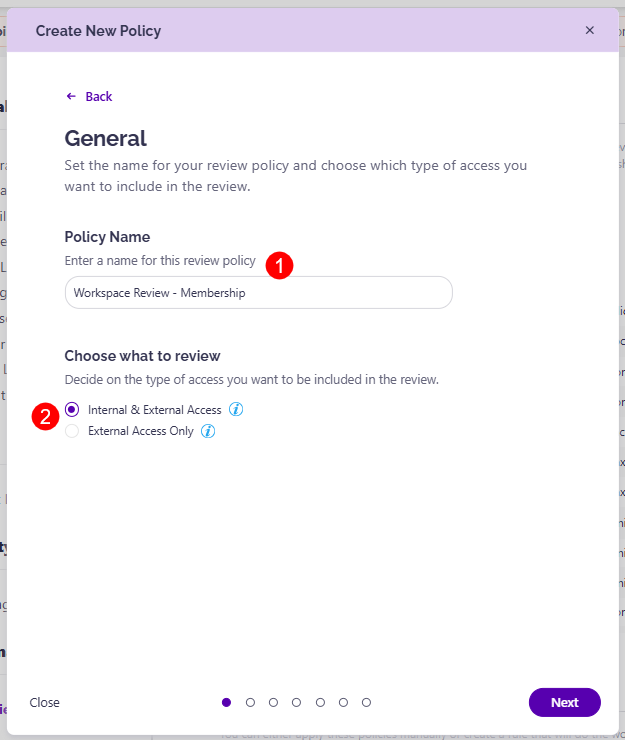 Create New Policy
×
← Back
General
Set the name for your review policy and choose which type of access you
want to include in the review.
Policy Name
Enter a name for this review policy
1
Workspace Review - Membership
Choose what to review
Decide on the type of access you want to be included in the review.
2
Internal & External Access i
External Access Only i
Close
Next